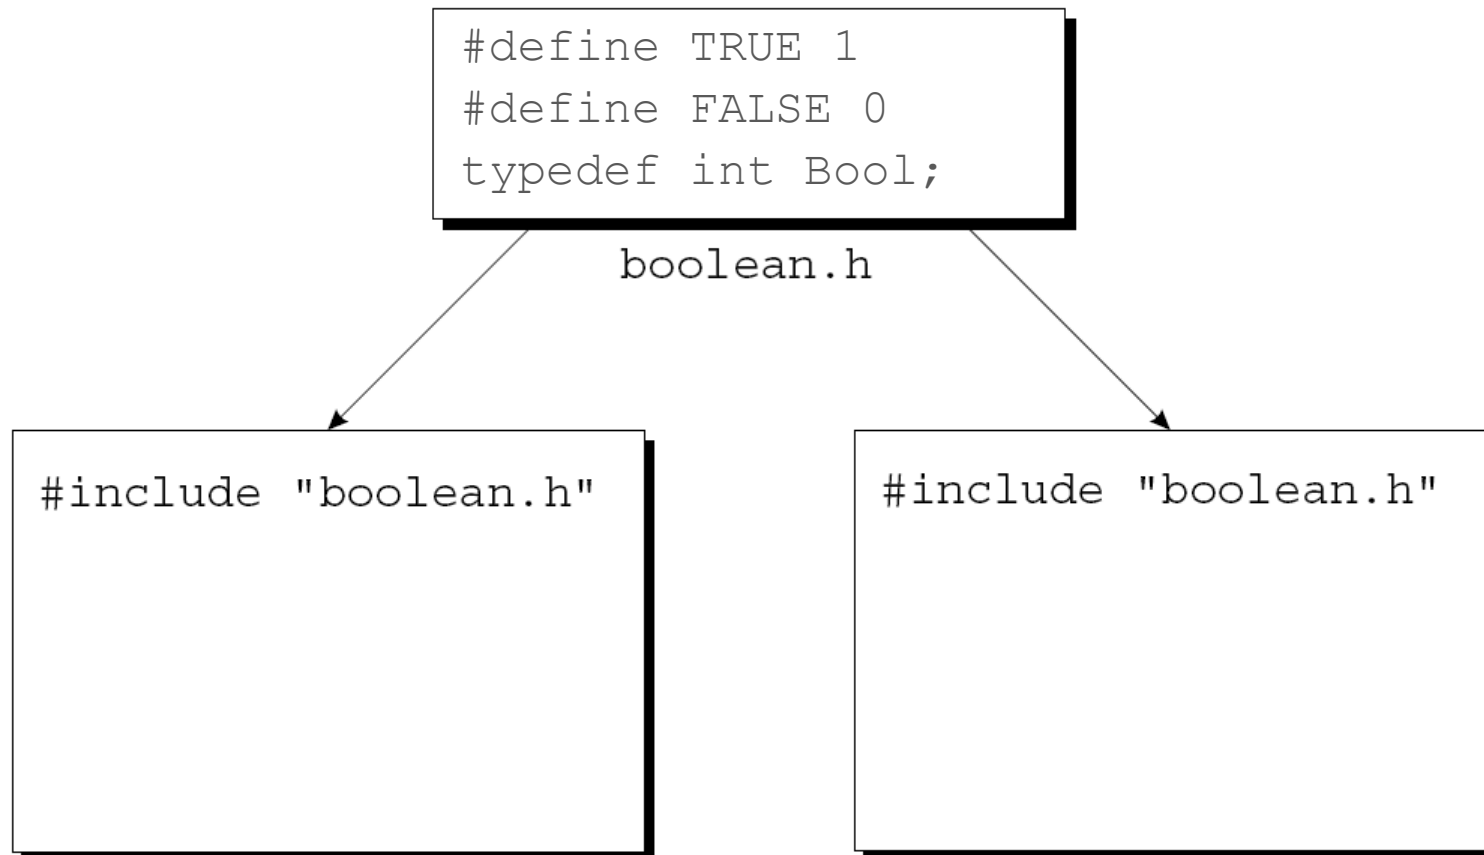 #define TRUE 1
#define FALSE 0
typedef int Bool;
boolean.h
#include "boolean.h"
#include "boolean.h"